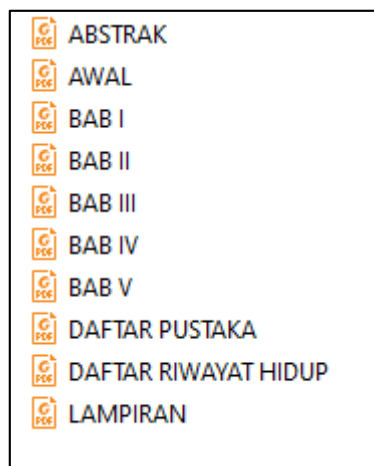 ABSTRAK
AWAL
BAB I
BAB II
BAB III
BAB IV
BAB V
DAFTAR PUSTAKA
DAFTAR RIWAYAT HIDUP
LAMPIRAN